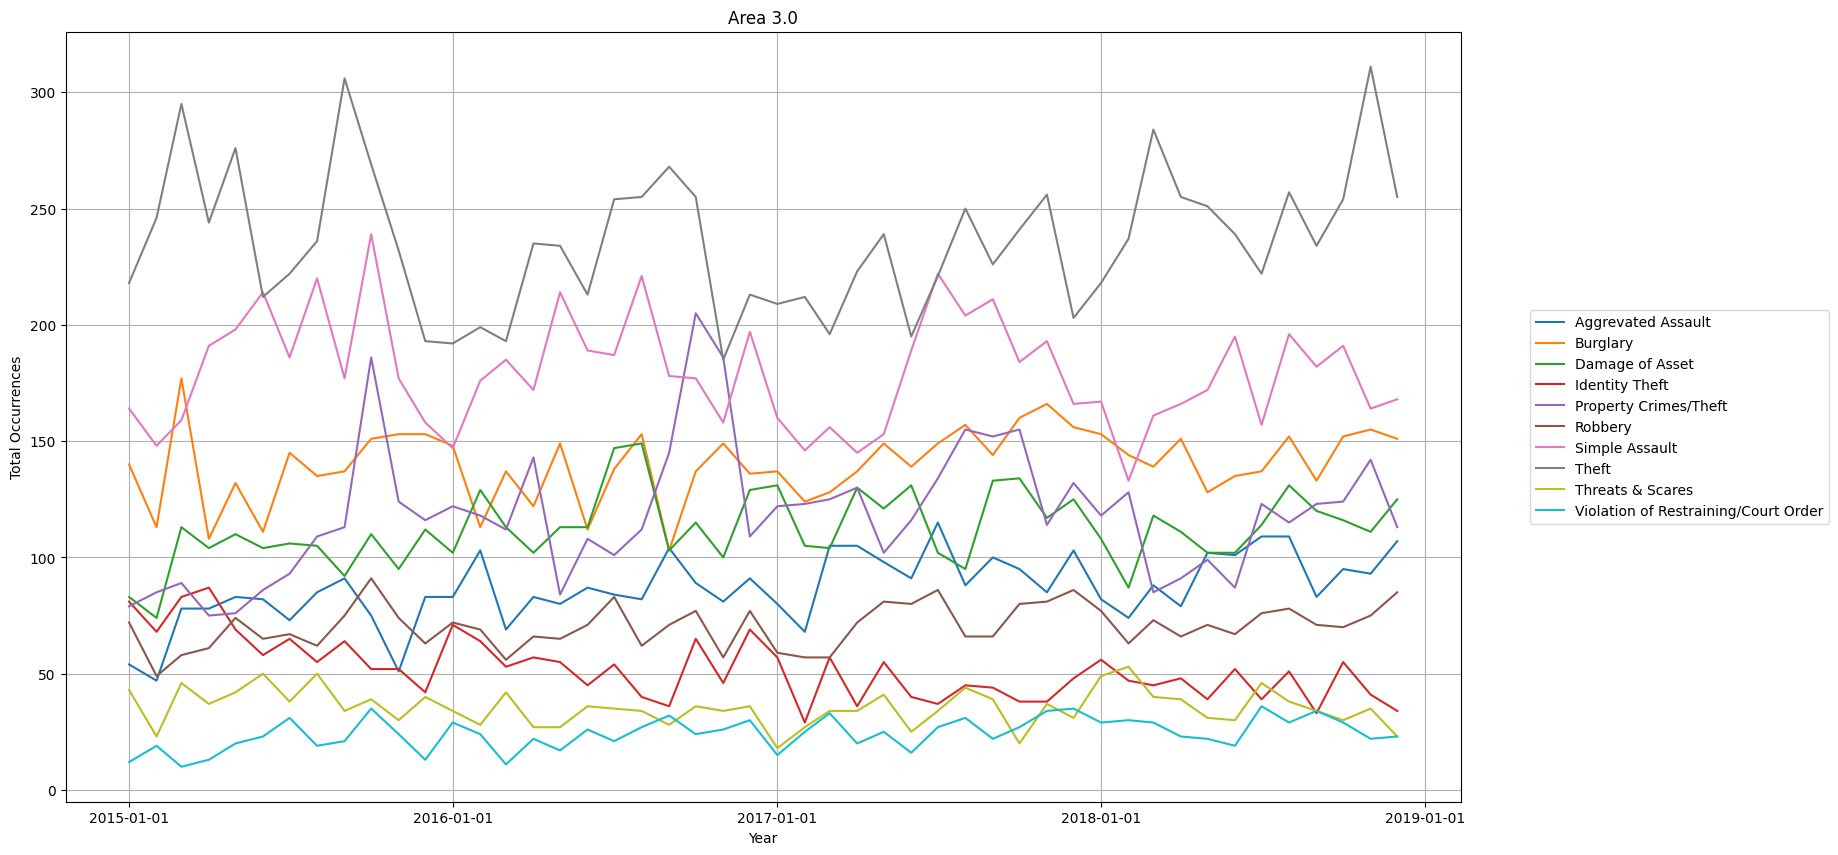 Area 3.0
Total Occurrences
300
250
200
150
100
50
0
2015-01-01
2016-01-01
2017-01-01
2018-01-01
2019-01-01
Year
Aggrevated Assault
Burglary
Damage of Asset
Identity Theft
Property Crimes/Theft
Robbery
Simple Assault
Theft
Threats & Scares
Violation of Restraining/Court Order